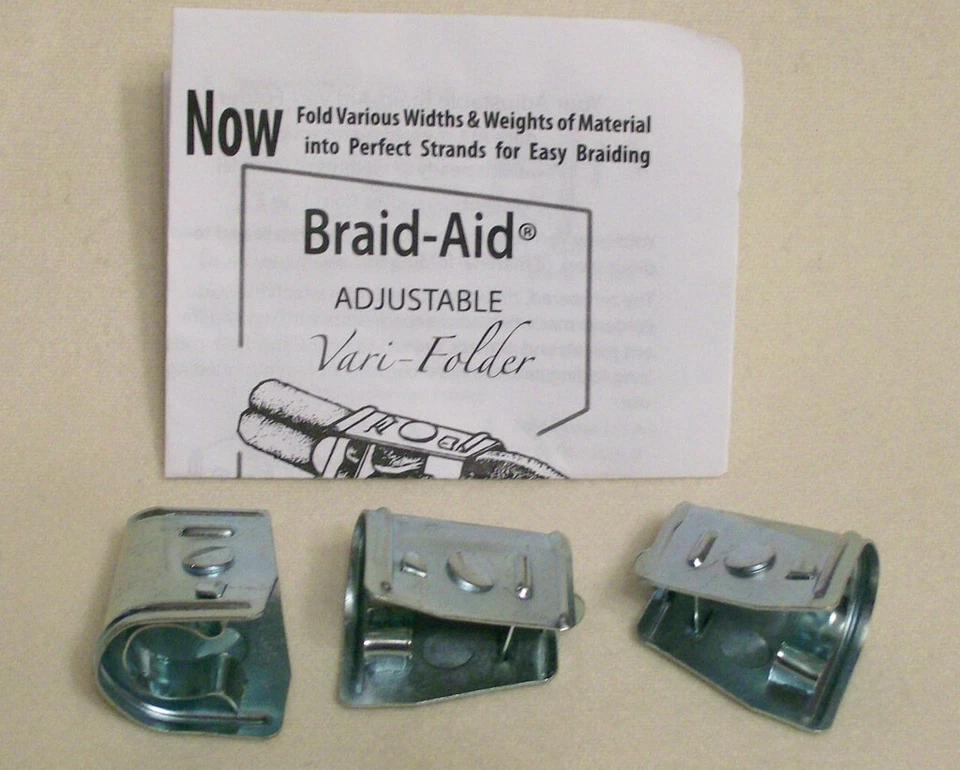 Now Fold Various Widths & Weights of Material
into Perfect Strands for Easy Braiding
Braid-Aid®
ADJUSTABLE
Vari-Folder